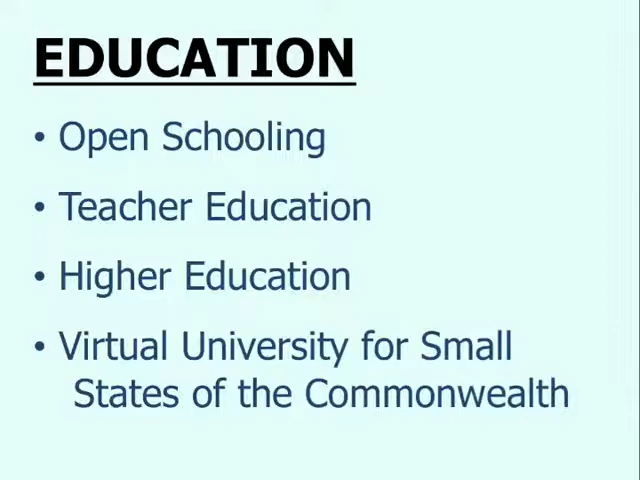 EDUCATION
• Open Schooling
• Teacher Education
• Higher Education
• Virtual University for Small
States of the Commonwealth